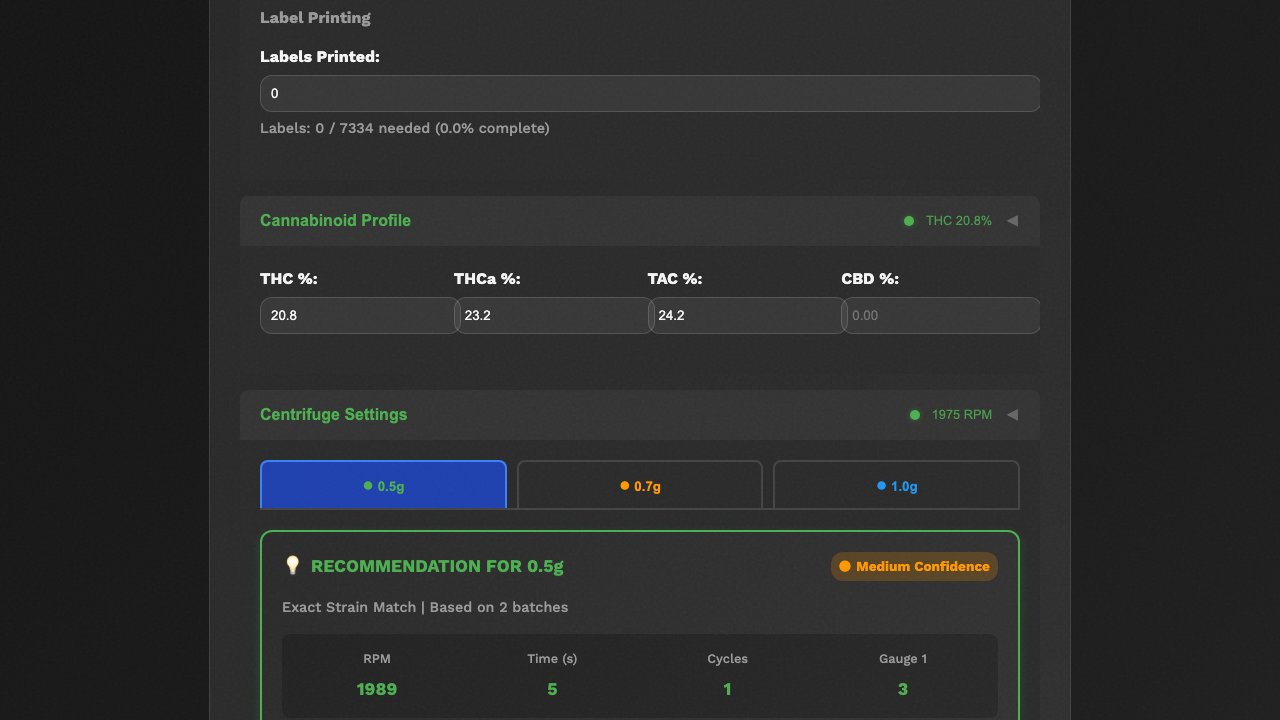 Label Printing
Labels Printed:
0
Labels: 0 / 7334 needed (0.0% complete)
Cannabinoid Profile
THC 20.8%
THC %: THCa %: TAC %: CBD %:
20.8 23.2 24.2 0.00
Centrifuge Settings
1975 RPM
0.5g 0.7g 1.0g
RECOMMENDATION FOR 0.5g
Medium Confidence
Exact Strain Match | Based on 2 batches
RPM Time (s) Cycles Gauge 1
1989 5 1 3